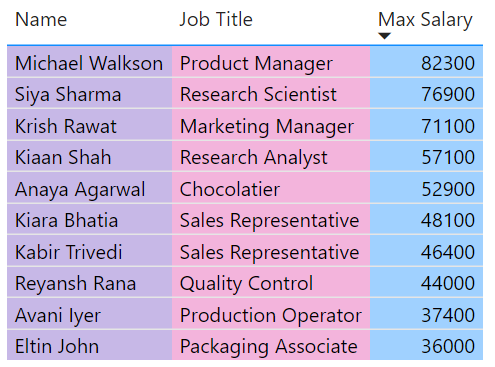 Name Job Title Max Salary
Michael Walkson Product Manager 82300
Siya Sharma Research Scientist 76900
Krish Rawat Marketing Manager 71100
Kiaan Shah Research Analyst 57100
Anaya Agarwal Chocolatier 52900
Kiara Bhatia Sales Representative 48100
Kabir Trivedi Sales Representative 46400
Reyansh Rana Quality Control 44000
Avani Iyer Production Operator 37400
Eltin John Packaging Associate 36000